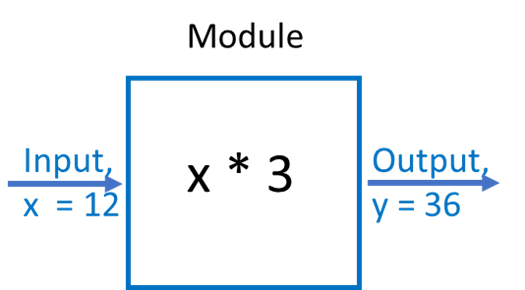 Module
Input,
x = 12
x * 3
Output,
y = 36